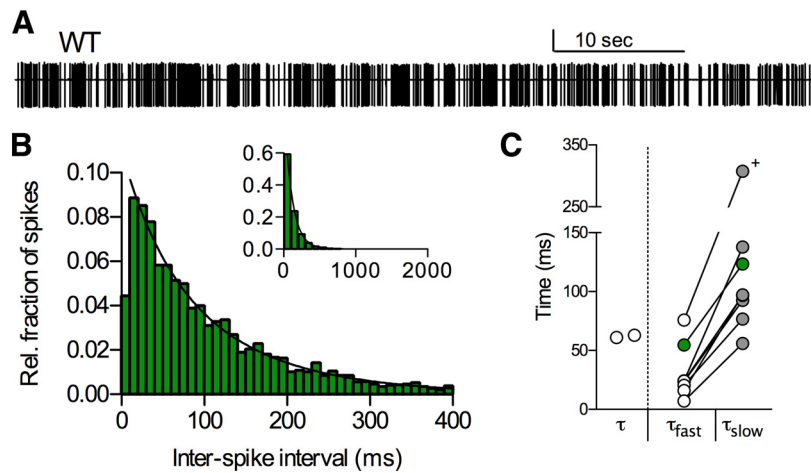 A
WT
10 sec
B
Rel. fraction of spikes
0.10
0.08
0.06
0.04
0.02
0.00
0
100
200
300
400
Inter-spike interval (ms)
0.6
0.4
0.2
0.0
0
1000
2000
C
Time (ms)
350
250
150
100
50
0
+
τ
τfast
τslow